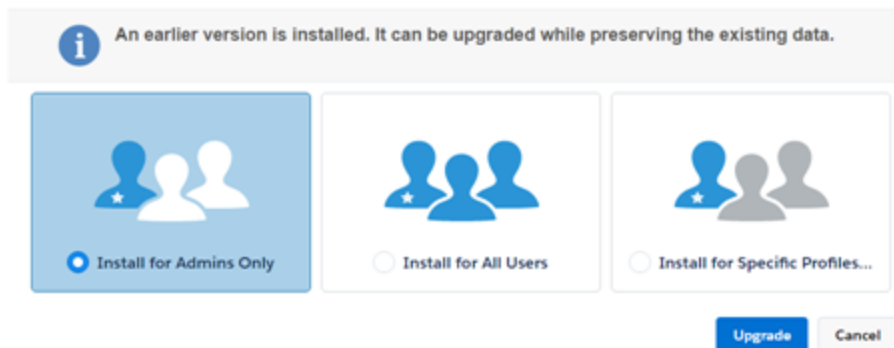 An earlier version is installed. It can be upgraded while preserving the existing data.
Install for Admins Only
Install for All Users
Install for Specific Profiles...
Upgrade
Cancel